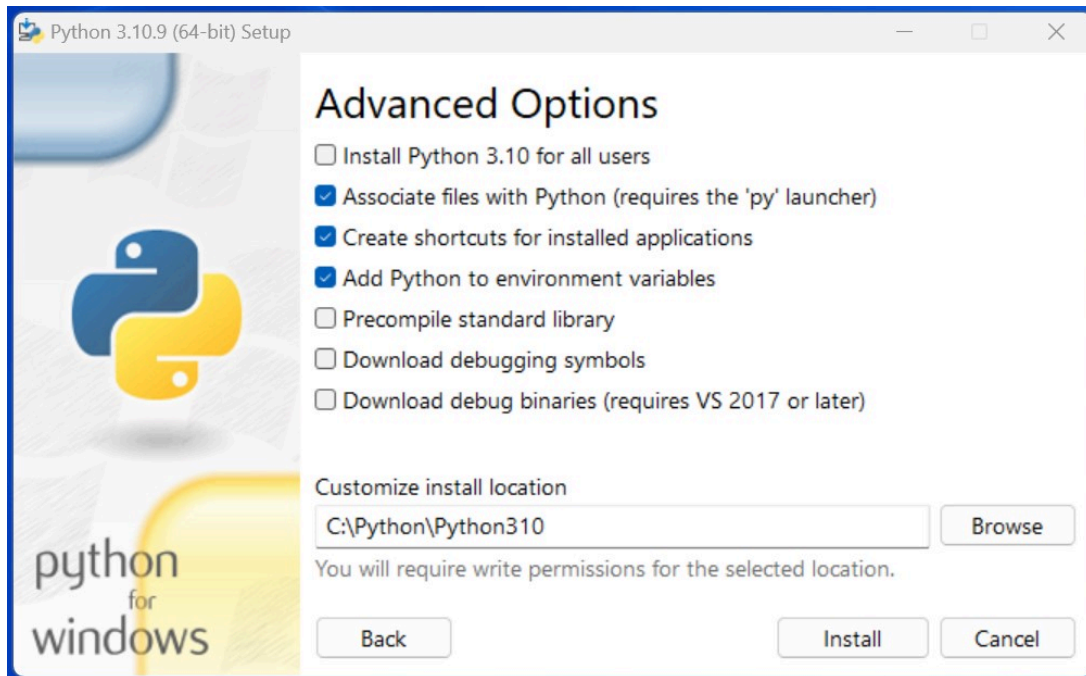 Python 3.10.9 (64-bit) Setup
Advanced Options
Install Python 3.10 for all users
Associate files with Python (requires the 'py' launcher)
Create shortcuts for installed applications
Add Python to environment variables
Precompile standard library
Download debugging symbols
Download debug binaries (requires VS 2017 or later)
Customize install location
C:\Python\Python310
Browse
You will require write permissions for the selected location.
python
for
windows
Back
Install
Cancel